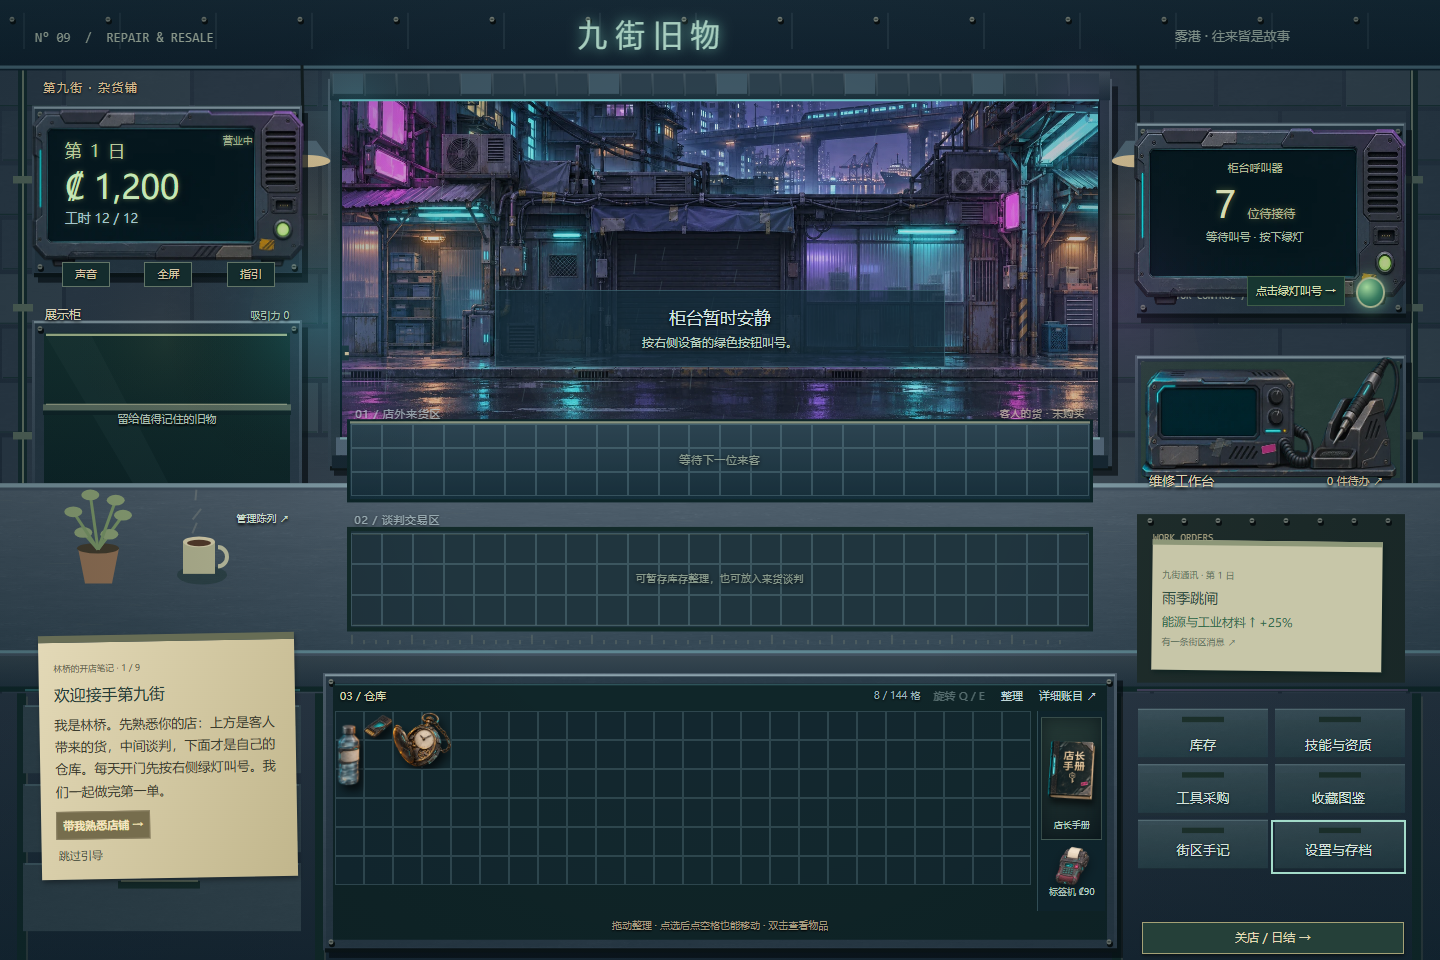 Nº 09 / REPAIR & RESALE
九街旧物
雾港 · 往来皆是故事
第九街 · 杂货铺
营业中
第 1 日
₡ 1,200
工时 12 / 12
声音
全屏
指引
展示柜
吸引力 0
留给值得记住的旧物
管理陈列 ↗
柜台暂时安静
按右侧设备的绿色按钮叫号。
01 / 店外来货区
客人的货 · 未购买
等待下一位来客
02 / 谈判交易区
可暂存库存整理，也可放入来货谈判
柜台呼叫器
7 位待接待
等待叫号 · 按下绿灯
点击绿灯叫号 →
维修工作台
0 件待办 ↗
WORK ORDERS
九街通讯 · 第 1 日
雨季跳闸
能源与工业材料 ↑ +25%
有一条街区消息 ↗
林桥的开店笔记 · 1 / 9
欢迎接手第九街
我是林桥。先熟悉你的店：上方是客人
带来的货，中间谈判，下面才是自己的
仓库。每天开门先按右侧绿灯叫号。我
们一起做完第一单。
带我熟悉店铺 →
跳过引导
03 / 仓库
8 / 144 格
旋转 Q / E
整理
详细账目 ↗
店长
手册
店长手册
标签机 ₡90
拖动整理 · 点选后点空格也能移动 · 双击查看物品
库存
技能与资质
工具采购
收藏图鉴
街区手记
设置与存档
关店 / 日结 →